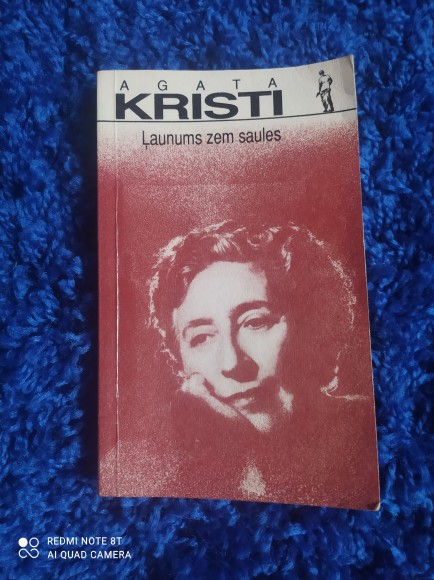 AGATA
KRISTI
Ļaunums zem saules
REDMI NOTE 8T
AI QUAD CAMERA